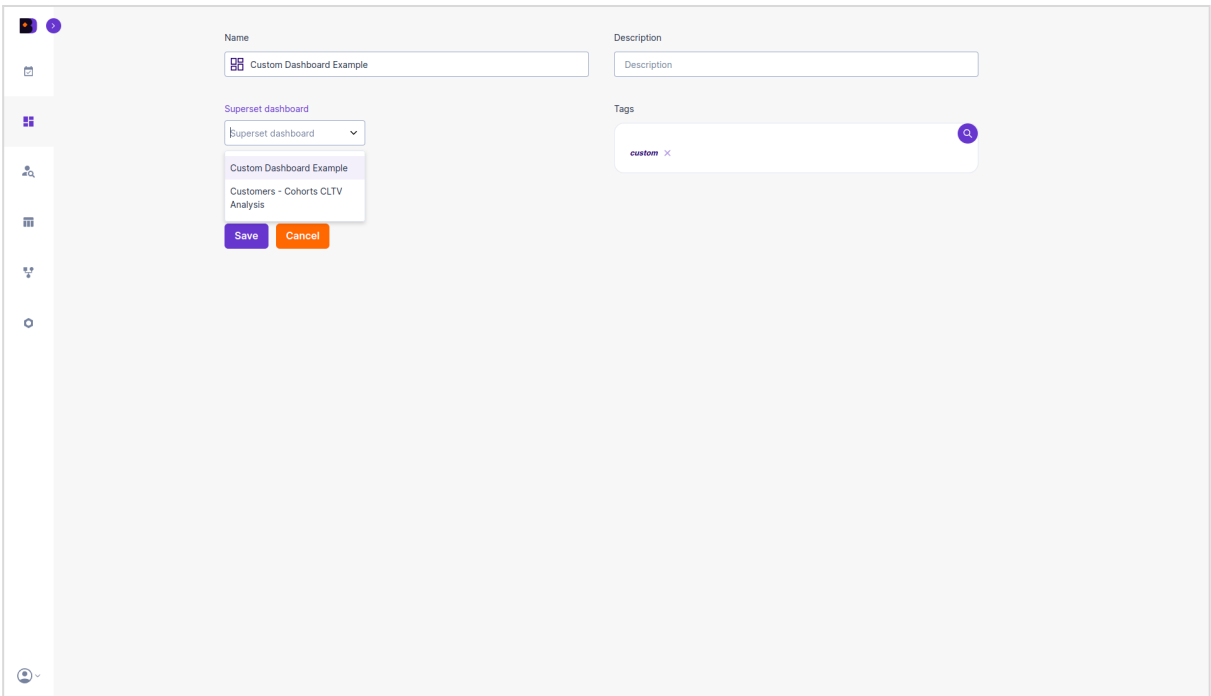 Name
Custom Dashboard Example
Description
Description
Superset dashboard
Superset dashboard
Custom Dashboard Example
Customers - Cohorts CLTV
Analysis
Tags
custom
Save
Cancel